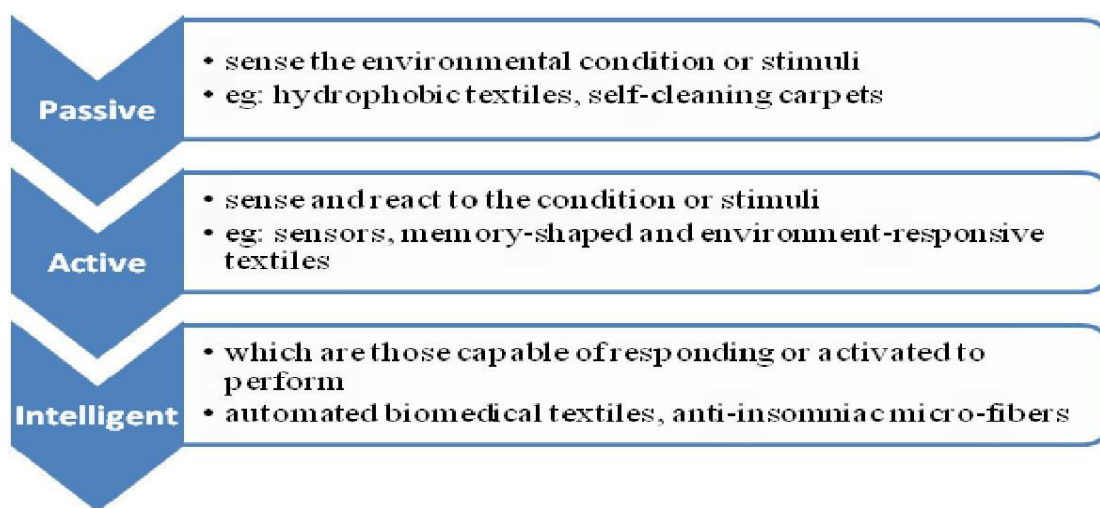 Passive
• sense the environmental condition or stimuli
• eg: hydrophobic textiles, self-cleaning carpets
Active
• sense and react to the condition or stimuli
• eg: sensors, memory-shaped and environment-responsive
textiles
Intelligent
• which are those capable of responding or activated to
perform
• automated biomedical textiles, anti-insomniac micro-fibers